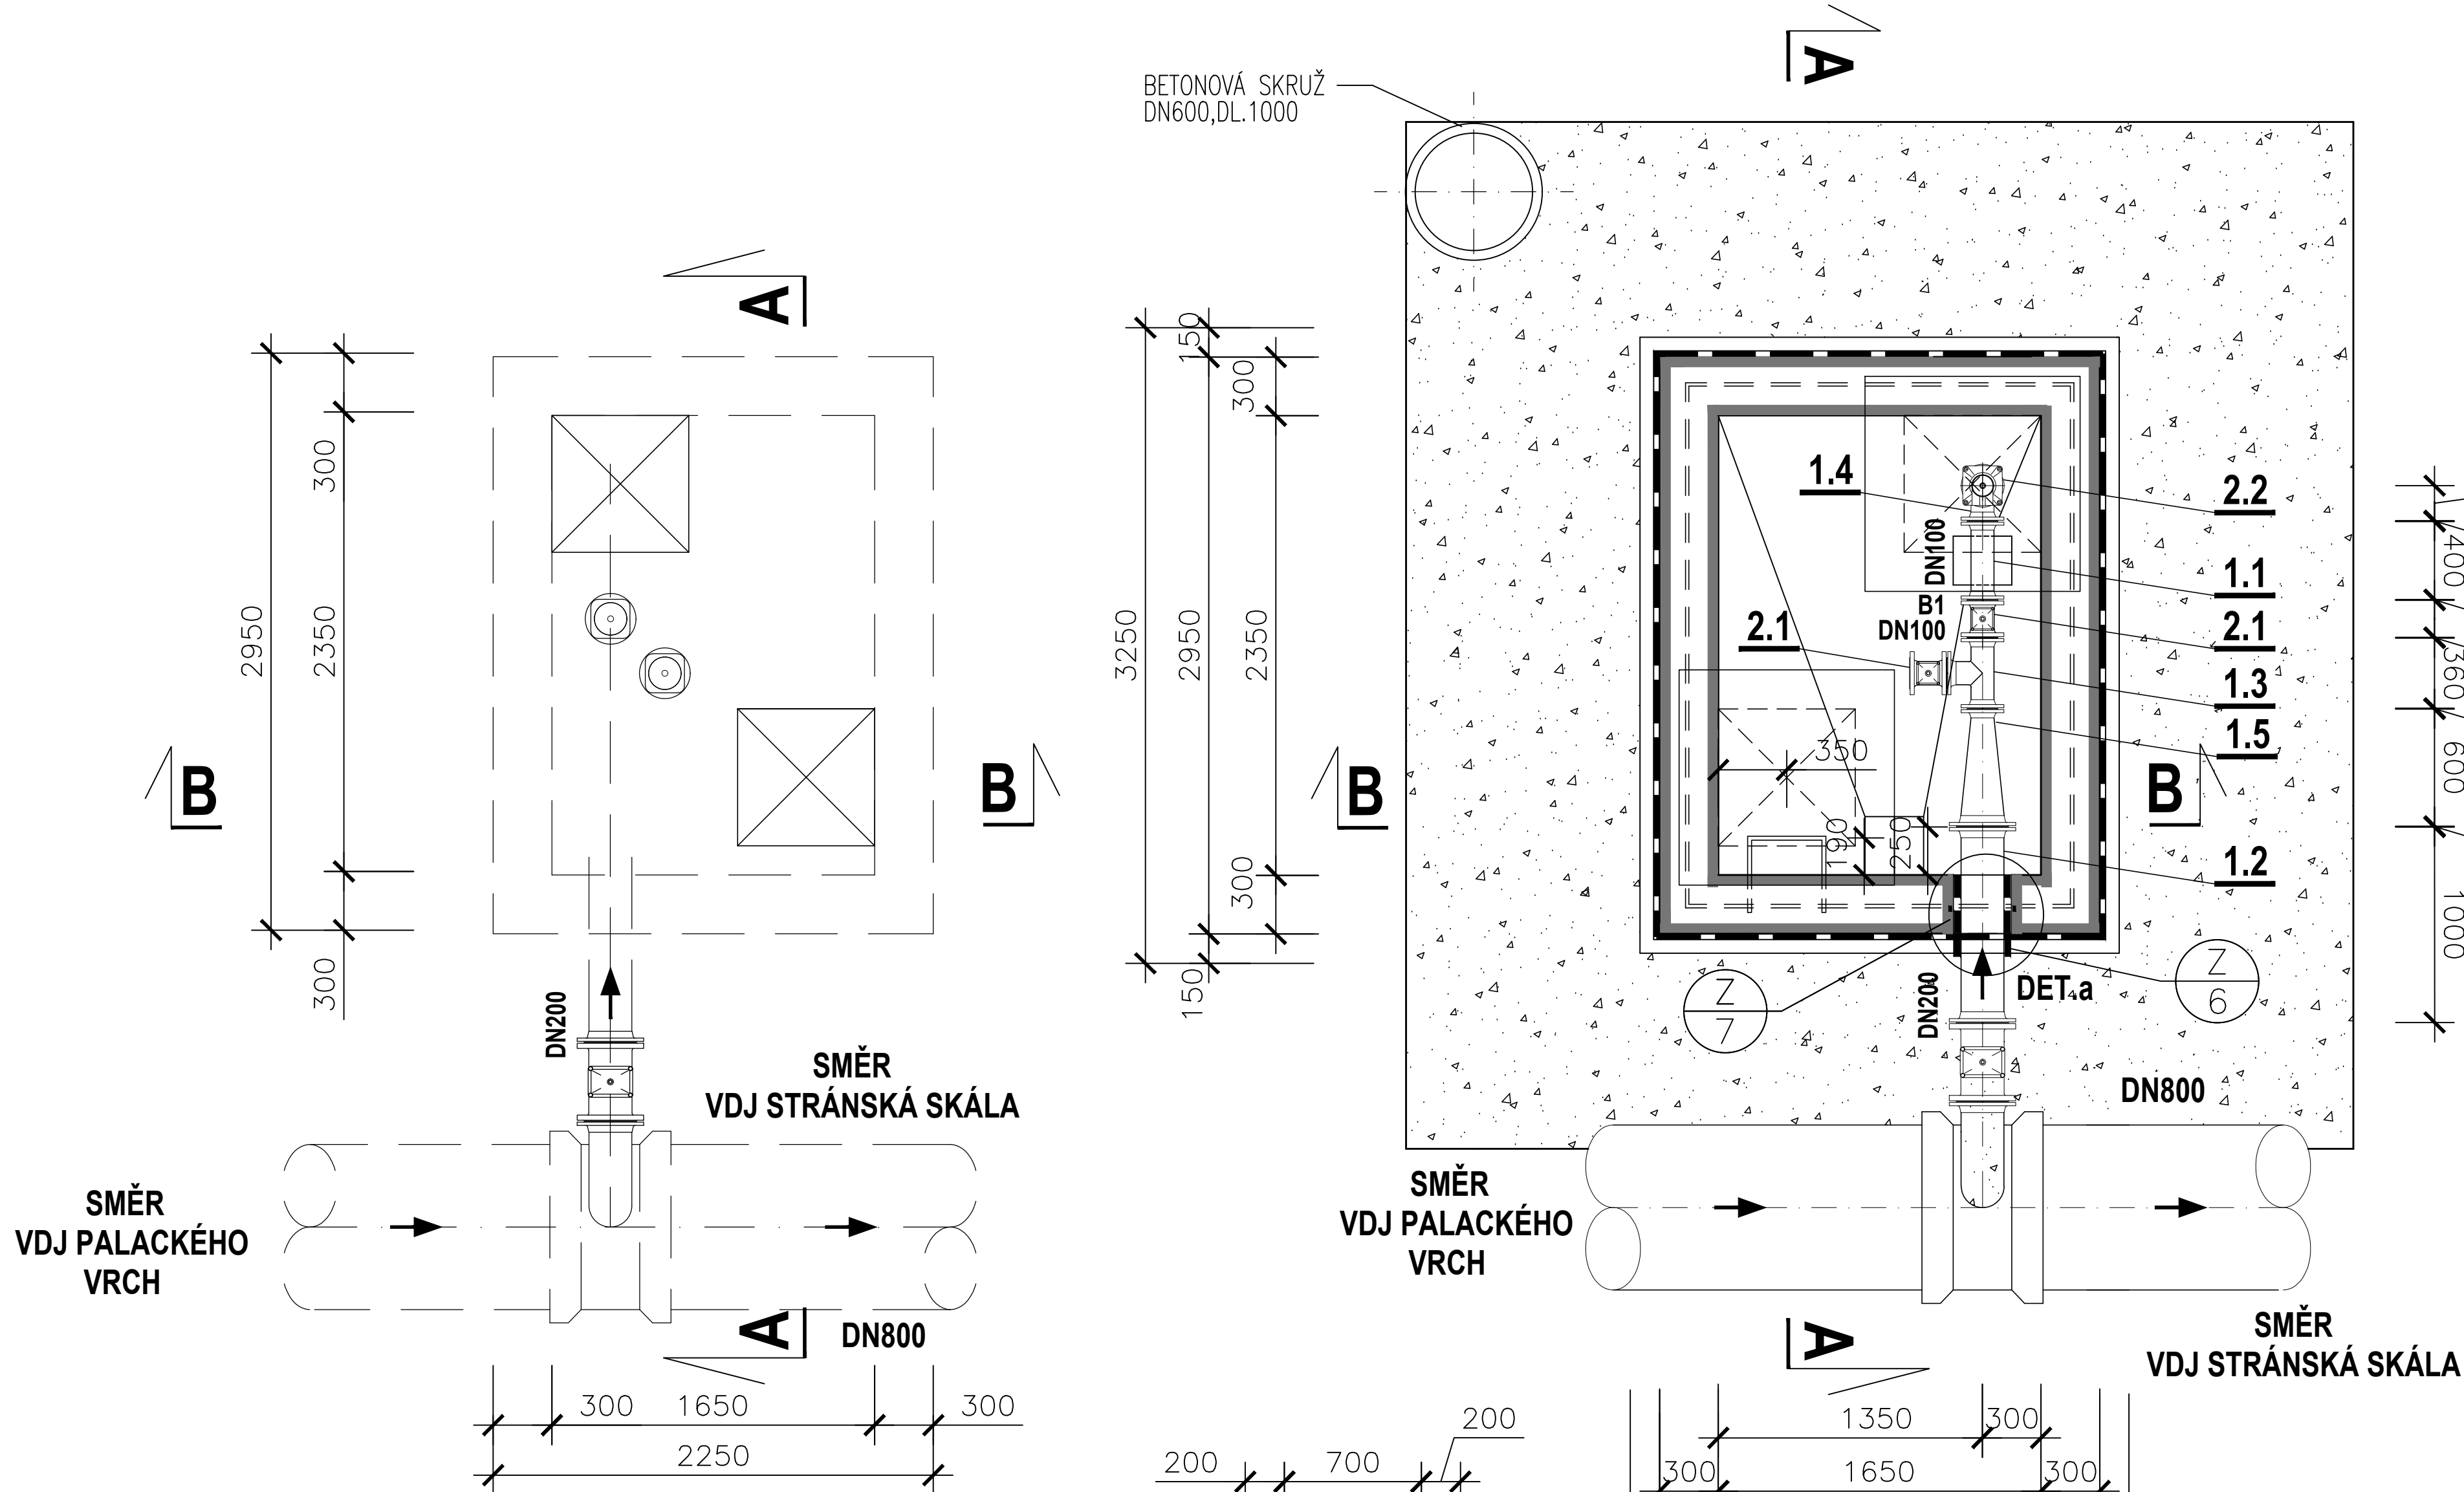 BETONOVÁ SKRUŽ
DN600,DL.1000
A
A
2950
300
2350
300
B
B
DN200
SMĚR
VDJ STRÁNSKÁ SKÁLA
SMĚR
VDJ PALACKÉHO
VRCH
A
DN800
300
1650
300
2250
3250
150
2950
150
300
2350
300
B
B
1.4
2.2
DN100
1.1
B1
DN100
2.1
2.1
1.3
1.5
350
190
250
1.2
Z
7
Z
6
DET.a
DN200
DN800
400
360
600
1000
SMĚR
VDJ PALACKÉHO
VRCH
SMĚR
VDJ STRÁNSKÁ SKÁLA
A
200
700
200
1350
300
300
1650
300